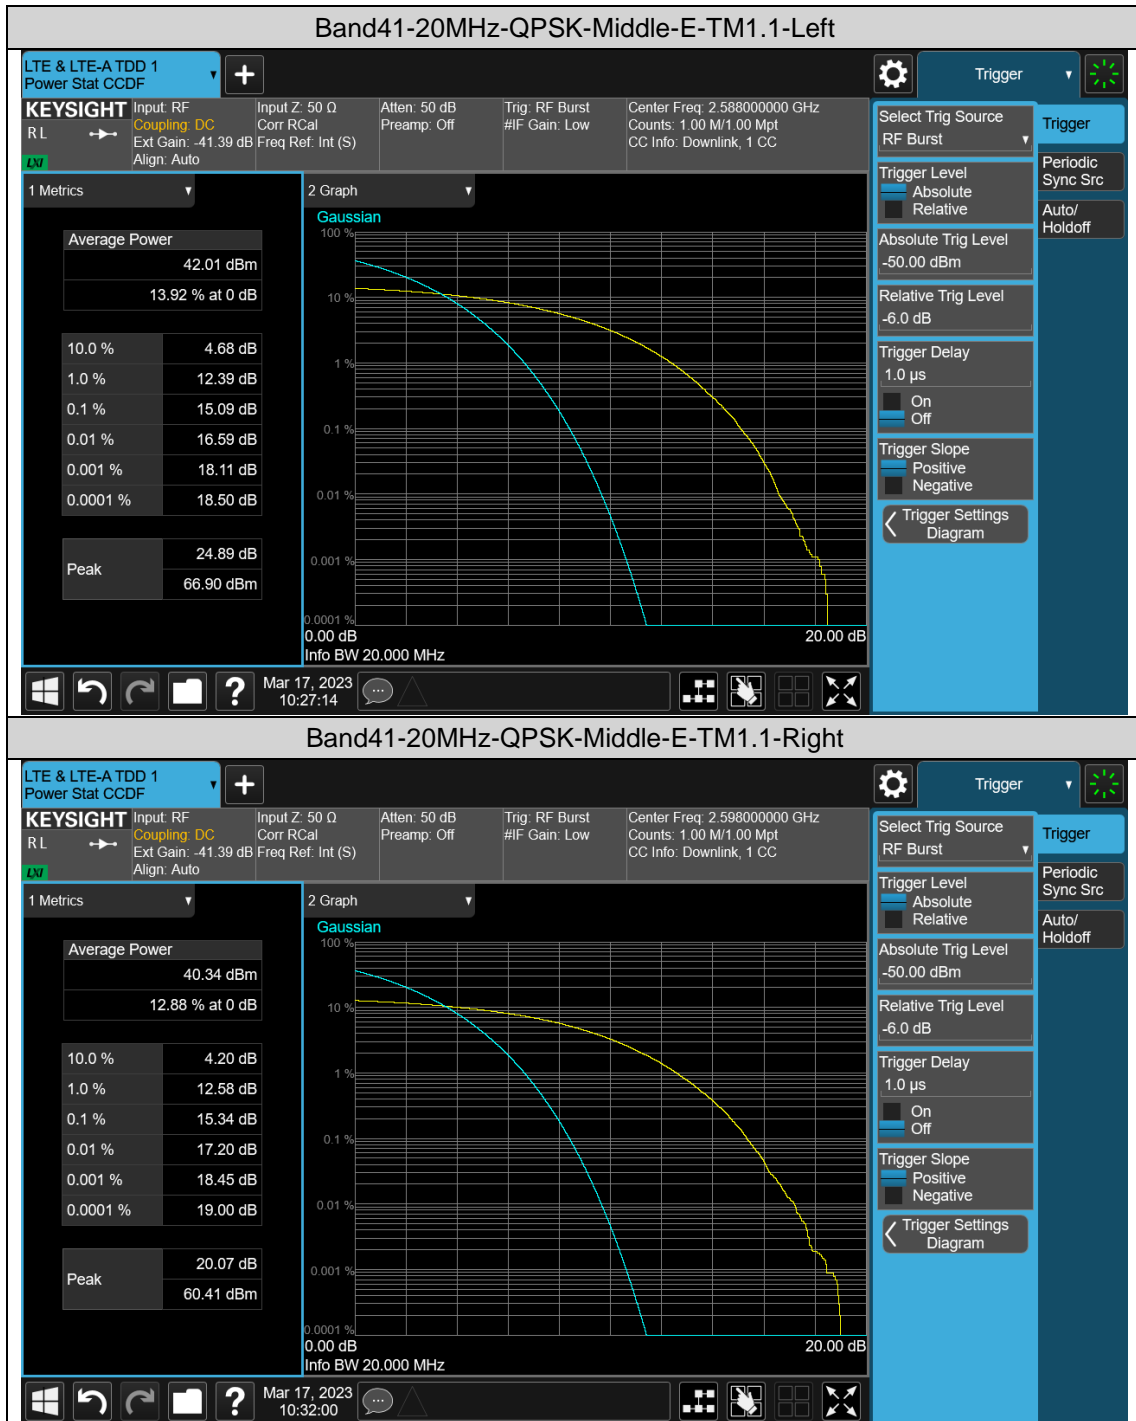 Band41-20MHz-QPSK-Middle-E-TM1.1-Left
LTE & LTE-A TDD 1
Power Stat CCDF
Trigger
KEYSIGHT
R L
LXI
Input: RF
Coupling: DC
Ext Gain: -41.39 dB
Align: Auto
Input Z: 50 Ω
Corr RCal
Freq Ref: Int (S)
Atten: 50 dB
Preamp: Off
Trig: RF Burst
#IF Gain: Low
Center Freq: 2.588000000 GHz
Counts: 1.00 M/1.00 Mpt
CC Info: Downlink, 1 CC
1 Metrics
Average Power
42.01 dBm
13.92 % at 0 dB
10.0 % 4.68 dB
1.0 % 12.39 dB
0.1 % 15.09 dB
0.01 % 16.59 dB
0.001 % 18.11 dB
0.0001 % 18.50 dB
Peak
24.89 dB
66.90 dBm
2 Graph
Gaussian
100 %
10 %
1 %
0.1 %
0.01 %
0.001 %
0.0001 %
0.00 dB 20.00 dB
Info BW 20.000 MHz
Select Trig Source
RF Burst
Trigger Level
Absolute
Relative
Absolute Trig Level
-50.00 dBm
Relative Trig Level
-6.0 dB
Trigger Delay
1.0 µs
On
Off
Trigger Slope
Positive
Negative
Trigger Settings
Diagram
Trigger
Periodic
Sync Src
Auto/
Holdoff
?
Mar 17, 2023
10:27:14
Band41-20MHz-QPSK-Middle-E-TM1.1-Right
LTE & LTE-A TDD 1
Power Stat CCDF
Trigger
KEYSIGHT
R L
LXI
Input: RF
Coupling: DC
Ext Gain: -41.39 dB
Align: Auto
Input Z: 50 Ω
Corr RCal
Freq Ref: Int (S)
Atten: 50 dB
Preamp: Off
Trig: RF Burst
#IF Gain: Low
Center Freq: 2.598000000 GHz
Counts: 1.00 M/1.00 Mpt
CC Info: Downlink, 1 CC
1 Metrics
Average Power
40.34 dBm
12.88 % at 0 dB
10.0 % 4.20 dB
1.0 % 12.58 dB
0.1 % 15.34 dB
0.01 % 17.20 dB
0.001 % 18.45 dB
0.0001 % 19.00 dB
Peak
20.07 dB
60.41 dBm
2 Graph
Gaussian
100 %
10 %
1 %
0.1 %
0.01 %
0.001 %
0.0001 %
0.00 dB 20.00 dB
Info BW 20.000 MHz
Select Trig Source
RF Burst
Trigger Level
Absolute
Relative
Absolute Trig Level
-50.00 dBm
Relative Trig Level
-6.0 dB
Trigger Delay
1.0 µs
On
Off
Trigger Slope
Positive
Negative
Trigger Settings
Diagram
Trigger
Periodic
Sync Src
Auto/
Holdoff
?
Mar 17, 2023
10:32:00